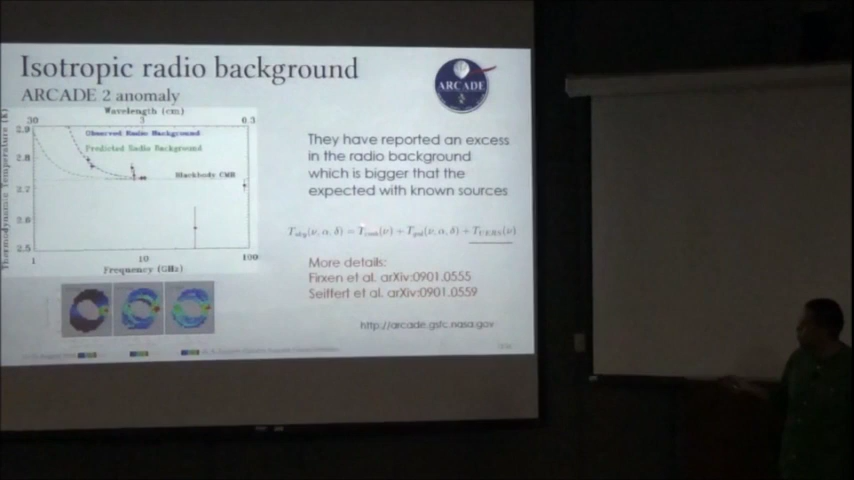 Isotropic radio background
ARCADE 2 anomaly
ARCADE
Wavelength (cm)
30 3 0.3
Thermodynamic Temperature (K)
2.9
Observed Radio Background
Predicted Radio Background
2.8
Blackbody CMB
2.7
2.6
2.5
1 10 100
Frequency (GHz)
They have reported an excess
in the radio background
which is bigger that the
expected with known sources
More details:
Firxen et al. arXiv:0901.0555
Seiffert et al. arXiv:0901.0559
http://arcade.gsfc.nasa.gov